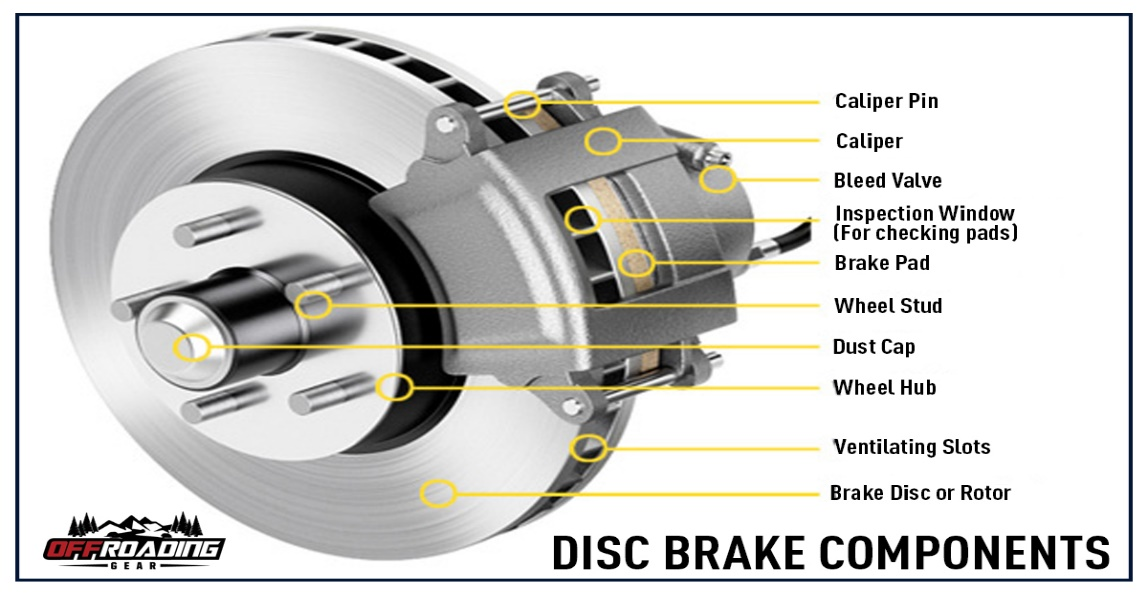 Caliper Pin
Caliper
Bleed Valve
Inspection Window
(For checking pads)
Brake Pad
Wheel Stud
Dust Cap
Wheel Hub
Ventilating Slots
Brake Disc or Rotor
OFFROADING
GEAR
DISC BRAKE COMPONENTS